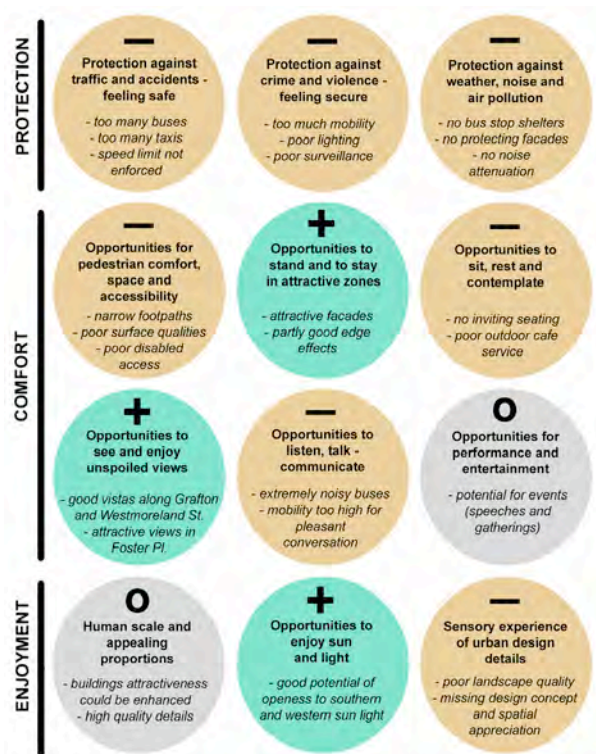 PROTECTION
–
Protection against
traffic and accidents -
feeling safe
- too many buses
- too many taxis
- speed limit not
enforced
–
Protection against
crime and violence -
feeling secure
- too much mobility
- poor lighting
- poor surveillance
–
Protection against
weather, noise and
air pollution
- no bus stop shelters
- no protecting facades
- no noise
attenuation
COMFORT
–
Opportunities for
pedestrian comfort,
space and
accessibility
- narrow footpaths
- poor surface qualities
- poor disabled
access
+
Opportunities to
stand and to stay
in attractive zones
- attractive facades
- partly good edge
effects
–
Opportunities to
sit, rest and
contemplate
- no inviting seating
- poor outdoor cafe
service
+
Opportunities to
see and enjoy
unspoiled views
- good vistas along Grafton
and Westmoreland St.
- attractive views in
Foster Pl.
–
Opportunities to
listen, talk -
communicate
- extremely noisy buses
- mobility too high for
pleasant
conversation
O
Opportunities for
performance and
entertainment
- potential for events
(speeches and
gatherings)
ENJOYMENT
O
Human scale and
appealing
proportions
- buildings attractiveness
could be enhanced
- high quality details
+
Opportunities to
enjoy sun
and light
- good potential of
openess to southern
and western sun light
–
Sensory experience
of urban design
details
- poor landscape quality
- missing design concept
and spatial
appreciation